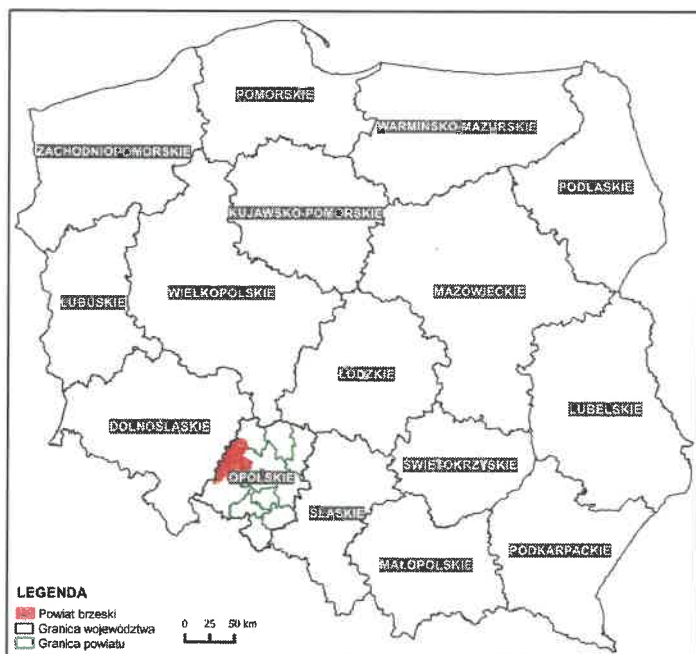 POMORSKIE
WARMIŃSKO-MAZURSKIE
ZACHODNIOPOMORSKIE
PODLASKIE
KUJAWSKO-POMORSKIE
WIELKOPOLSKIE
MAZOWIECKIE
LUBUSKIE
ŁÓDZKIE
LUBELSKIE
DOLNOŚLĄSKIE
ŚWIĘTOKRZYSKIE
OPOLSKIE
ŚLĄSKIE
PODKARPACKIE
MAŁOPOLSKIE
LEGENDA
Powiat brzeski
Granica województwa
Granica powiatu
0 25 50 km